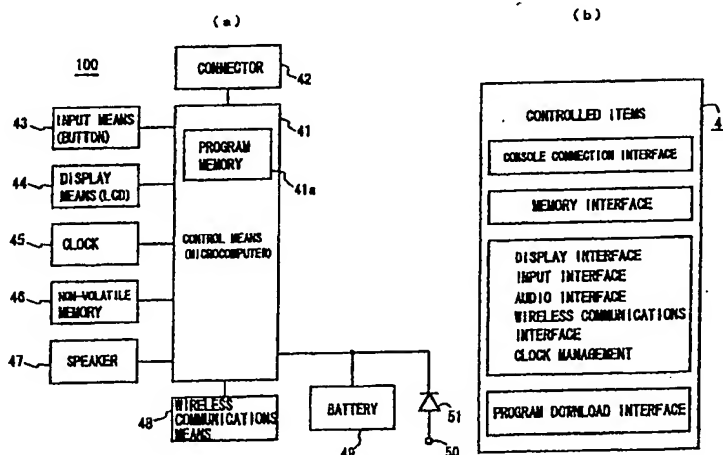 (a)
100
CONNECTOR
42
43
INPUT MEANS
(BUTTON)
41
PROGRAM
MEMORY
41a
44
DISPLAY
MEANS(LCD)
45
CLOCK
CONTROL MEANS
(MICROCOMPUTER)
46
NON-VOLATILE
MEMORY
47
SPEAKER
48
WIRELESS
COMMUNICATIONS
MEANS
BATTERY
49
51
50
(b)
CONTROLLED ITEMS
4
CONSOLE CONNECTION INTERFACE
MEMORY INTERFACE
DISPLAY INTERFACE
INPUT INTERFACE
AUDIO INTERFACE
WIRELESS COMMUNICATIONS
INTERFACE
CLOCK MANAGEMENT
PROGRAM DOWNLOAD INTERFACE